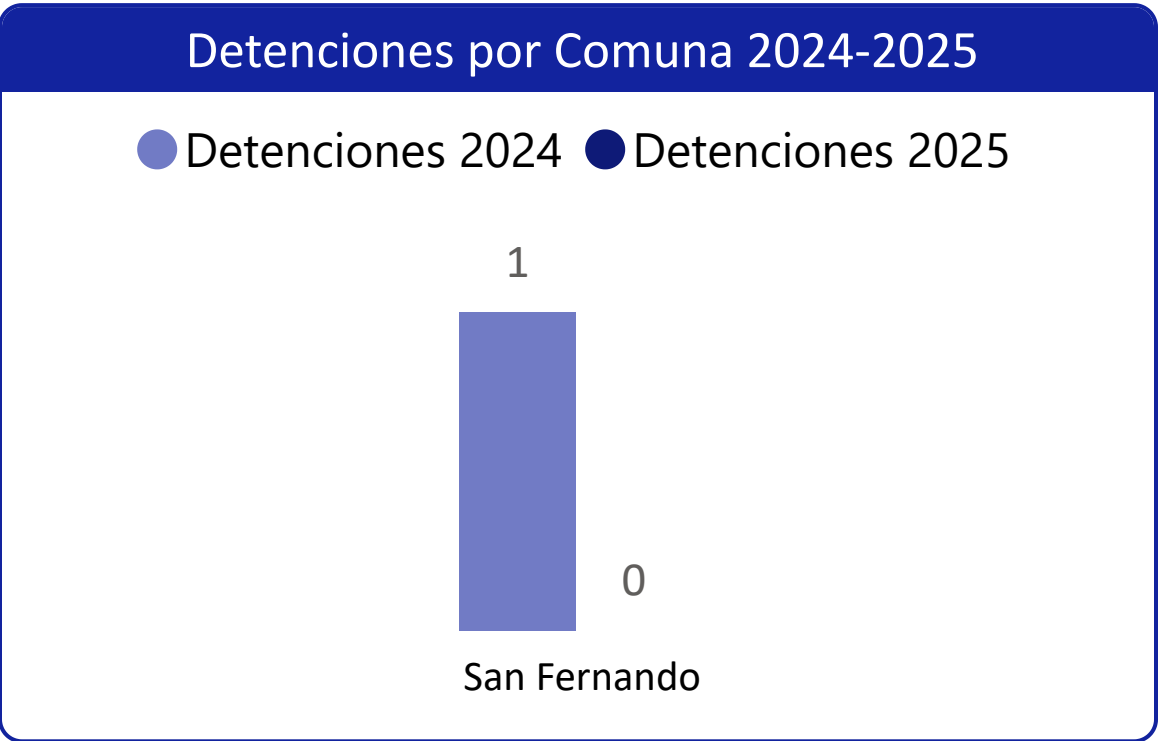 Detenciones por Comuna 2024-2025
Detenciones 2024 Detenciones 2025
1
0
San Fernando